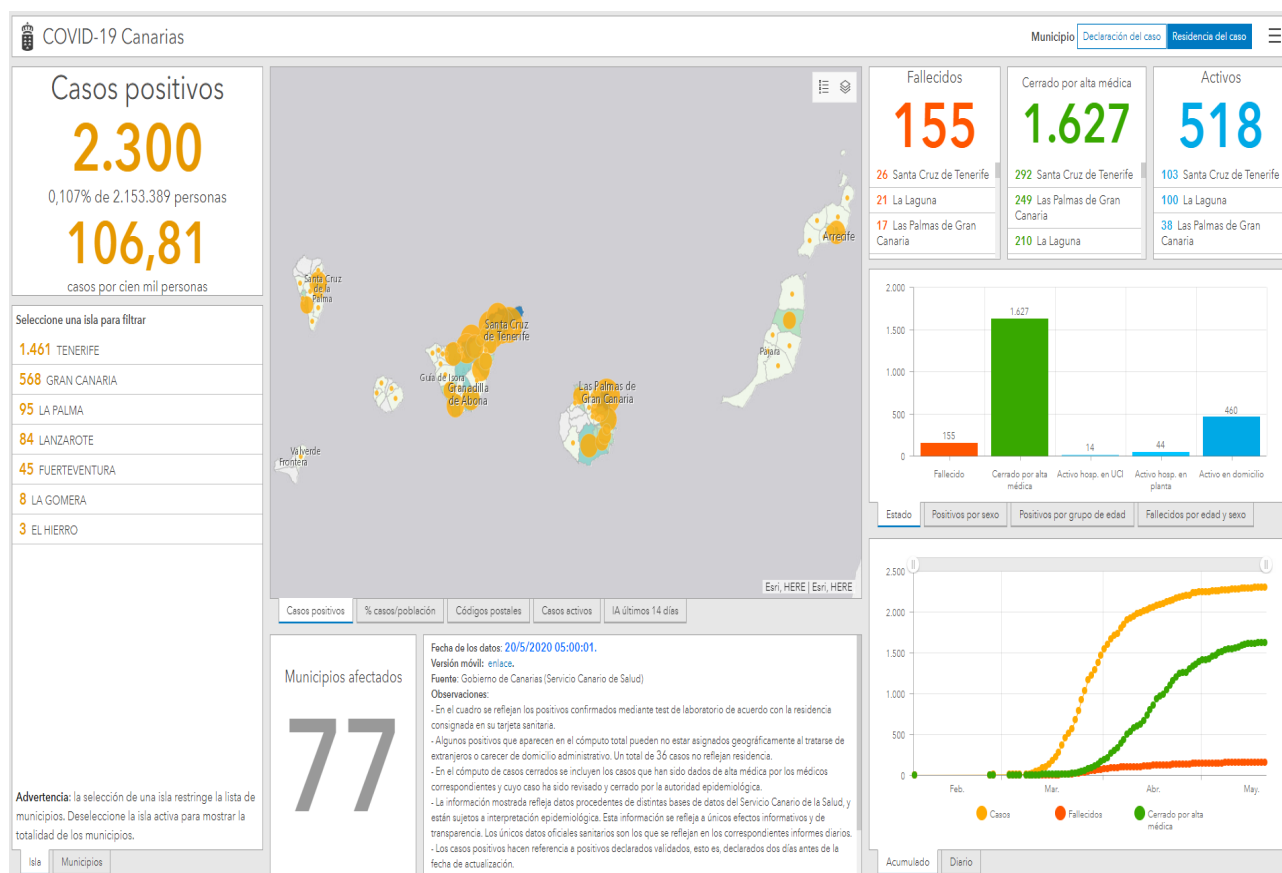 COVID-19 Canarias
Municipio
Declaración del caso
Residencia del caso
Casos positivos
2.300
0,107% de 2.153.389 personas
106,81
casos por cien mil personas
Seleccione una isla para filtrar
1.461 TENERIFE
568 GRAN CANARIA
95 LA PALMA
84 LANZAROTE
45 FUERTEVENTURA
8 LA GOMERA
3 EL HIERRO
Advertencia: la selección de una isla restringe la lista de
municipios. Deseleccione la isla activa para mostrar la
totalidad de los municipios.
Isla
Municipios
Arrecife
Santa Cruz
de la
Palma
Santa Cruz
de Tenerife
Pájara
Guía de Isora
Granadilla
de Abona
Las Palmas de
Gran Canaria
Valverde
Frontera
Esri, HERE | Esri, HERE
Casos positivos
% casos/población
Códigos postales
Casos activos
IA últimos 14 días
Municipios afectados
77
Fecha de los datos: 20/5/2020 05:00:01.
Versión móvil: enlace.
Fuente: Gobierno de Canarias (Servicio Canario de Salud)
Observaciones:
- En el cuadro se reflejan los positivos confirmados mediante test de laboratorio de acuerdo con la residencia
consignada en su tarjeta sanitaria.
- Algunos positivos que aparecen en el cómputo total pueden no estar asignados geográficamente al tratarse de
extranjeros o carecer de domicilio administrativo. Un total de 36 casos no reflejan residencia.
- En el cómputo de casos cerrados se incluyen los casos que han sido dados de alta médica por los médicos
correspondientes y cuyo caso ha sido revisado y cerrado por la autoridad epidemiológica.
- La información mostrada refleja datos procedentes de distintas bases de datos del Servicio Canario de la Salud, y
están sujetos a interpretación epidemiológica. Esta información se refleja a únicos efectos informativos y de
transparencia. Los únicos datos oficiales sanitarios son los que se reflejan en los correspondientes informes diarios.
- Los casos positivos hacen referencia a positivos declarados validados, esto es, declarados dos días antes de la
fecha de actualización.
Fallecidos
155
26 Santa Cruz de Tenerife
21 La Laguna
17 Las Palmas de Gran
Canaria
Cerrado por alta médica
1.627
292 Santa Cruz de Tenerife
249 Las Palmas de Gran
Canaria
210 La Laguna
Activos
518
103 Santa Cruz de Tenerife
100 La Laguna
38 Las Palmas de Gran
Canaria
2.000
1.500
1.000
500
0
155
1.627
14
44
460
Fallecido
Cerrado por alta
médica
Activo hosp. en UCI
Activo hosp. en
planta
Activo en domicilio
Estado
Positivos por sexo
Positivos por grupo de edad
Fallecidos por edad y sexo
2.500
2.000
1.500
1.000
500
0
Feb.
Mar.
Abr.
May.
Casos
Fallecidos
Cerrado por alta
médica
Acumulado
Diario